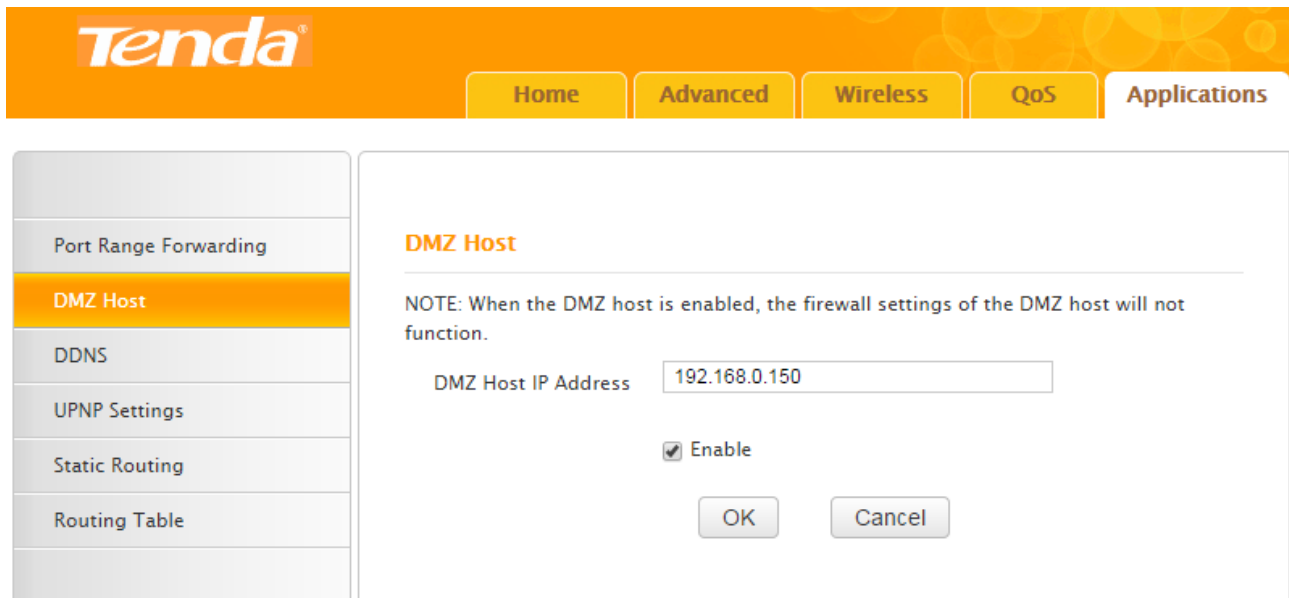 Tenda®
Home Advanced Wireless QoS Applications
Port Range Forwarding
DMZ Host
DDNS
UPNP Settings
Static Routing
Routing Table
DMZ Host
NOTE: When the DMZ host is enabled, the firewall settings of the DMZ host will not
function.
DMZ Host IP Address 192.168.0.150
Enable
OK Cancel